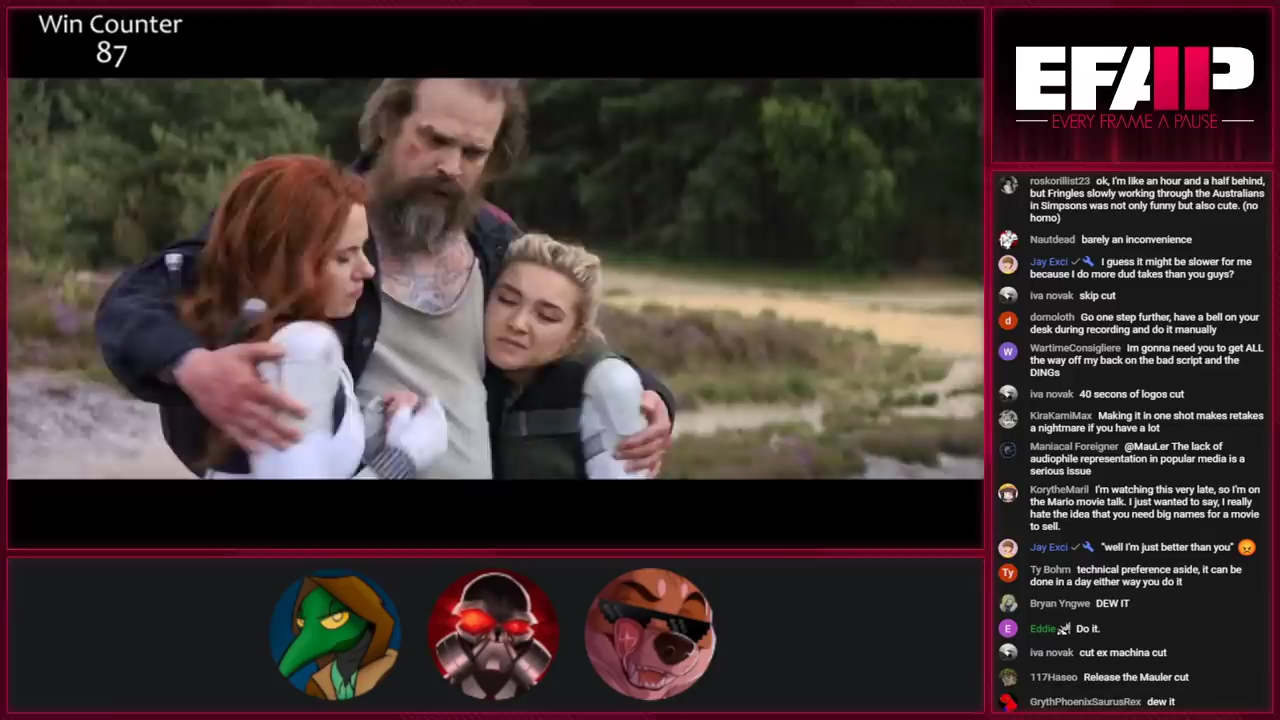 Win Counter
87
EFAP
EVERY FRAME A PAUSE
roskorillist23 ok, I'm like an hour and a half behind,
but Fringles slowly working through the Australians
in Simpsons was not only funny but also cute. (no
homo)
Nautdead barely an inconvenience
Jay Exci I guess it might be slower for me
because I do more dud takes than you guys?
iva novak skip cut
domoloth Go one step further, have a bell on your
desk during recording and do it manually
W
WartimeConsigliere Im gonna need you to get ALL
the way off my back on the bad script and the
DINGs
iva novak 40 secons of logos cut
KiraKamiMax Making it in one shot makes retakes
a nightmare if you have a lot
Maniacal Foreigner @MauLer The lack of
audiophile representation in popular media is a
serious issue
KorytheMaril I'm watching this very late, so I'm on
the Mario movie talk. I just wanted to say, I really
hate the idea that you need big names for a movie
to sell.
Jay Exci "well I'm just better than you"
Ty Bohm technical preference aside, it can be
done in a day either way you do it
Bryan Yngwe DEW IT
E Eddie Do it.
iva novak cut ex machina cut
117Haseo Release the Mauler cut
GrythPhoenixSaurusRex dew it